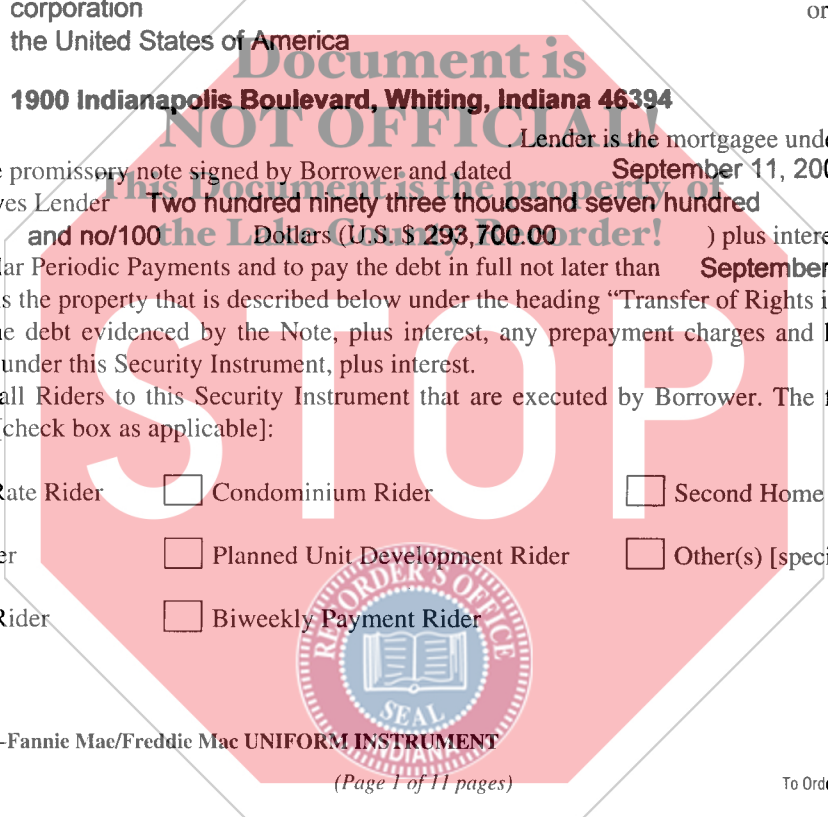 corporation or
the United States of America
Document is
1900 Indianapolis Boulevard, Whiting, Indiana 46394
NOT OFFICIAL!
. Lender is the mortgagee unde
e promissory note signed by Borrower and dated September 11, 200
This Document is the property of
ves Lender Two hundred ninety three thouosand seven hundred
and no/100 Dollars (U.S. $ 293,700.00 ) plus intere
the Lake County Recorder!
lar Periodic Payments and to pay the debt in full not later than September
s the property that is described below under the heading “Transfer of Rights i
e debt evidenced by the Note, plus interest, any prepayment charges and l
under this Security Instrument, plus interest.
all Riders to this Security Instrument that are executed by Borrower. The f
[check box as applicable]:
STOP
Rate Rider Condominium Rider Second Home
er Planned Unit Development Rider Other(s) [speci
Rider Biweekly Payment Rider
RECORDER'S OFFICE
SEAL
INDIANA
-Fannie Mae/Freddie Mac UNIFORM INSTRUMENT
(Page 1 of 11 pages)
To Orde